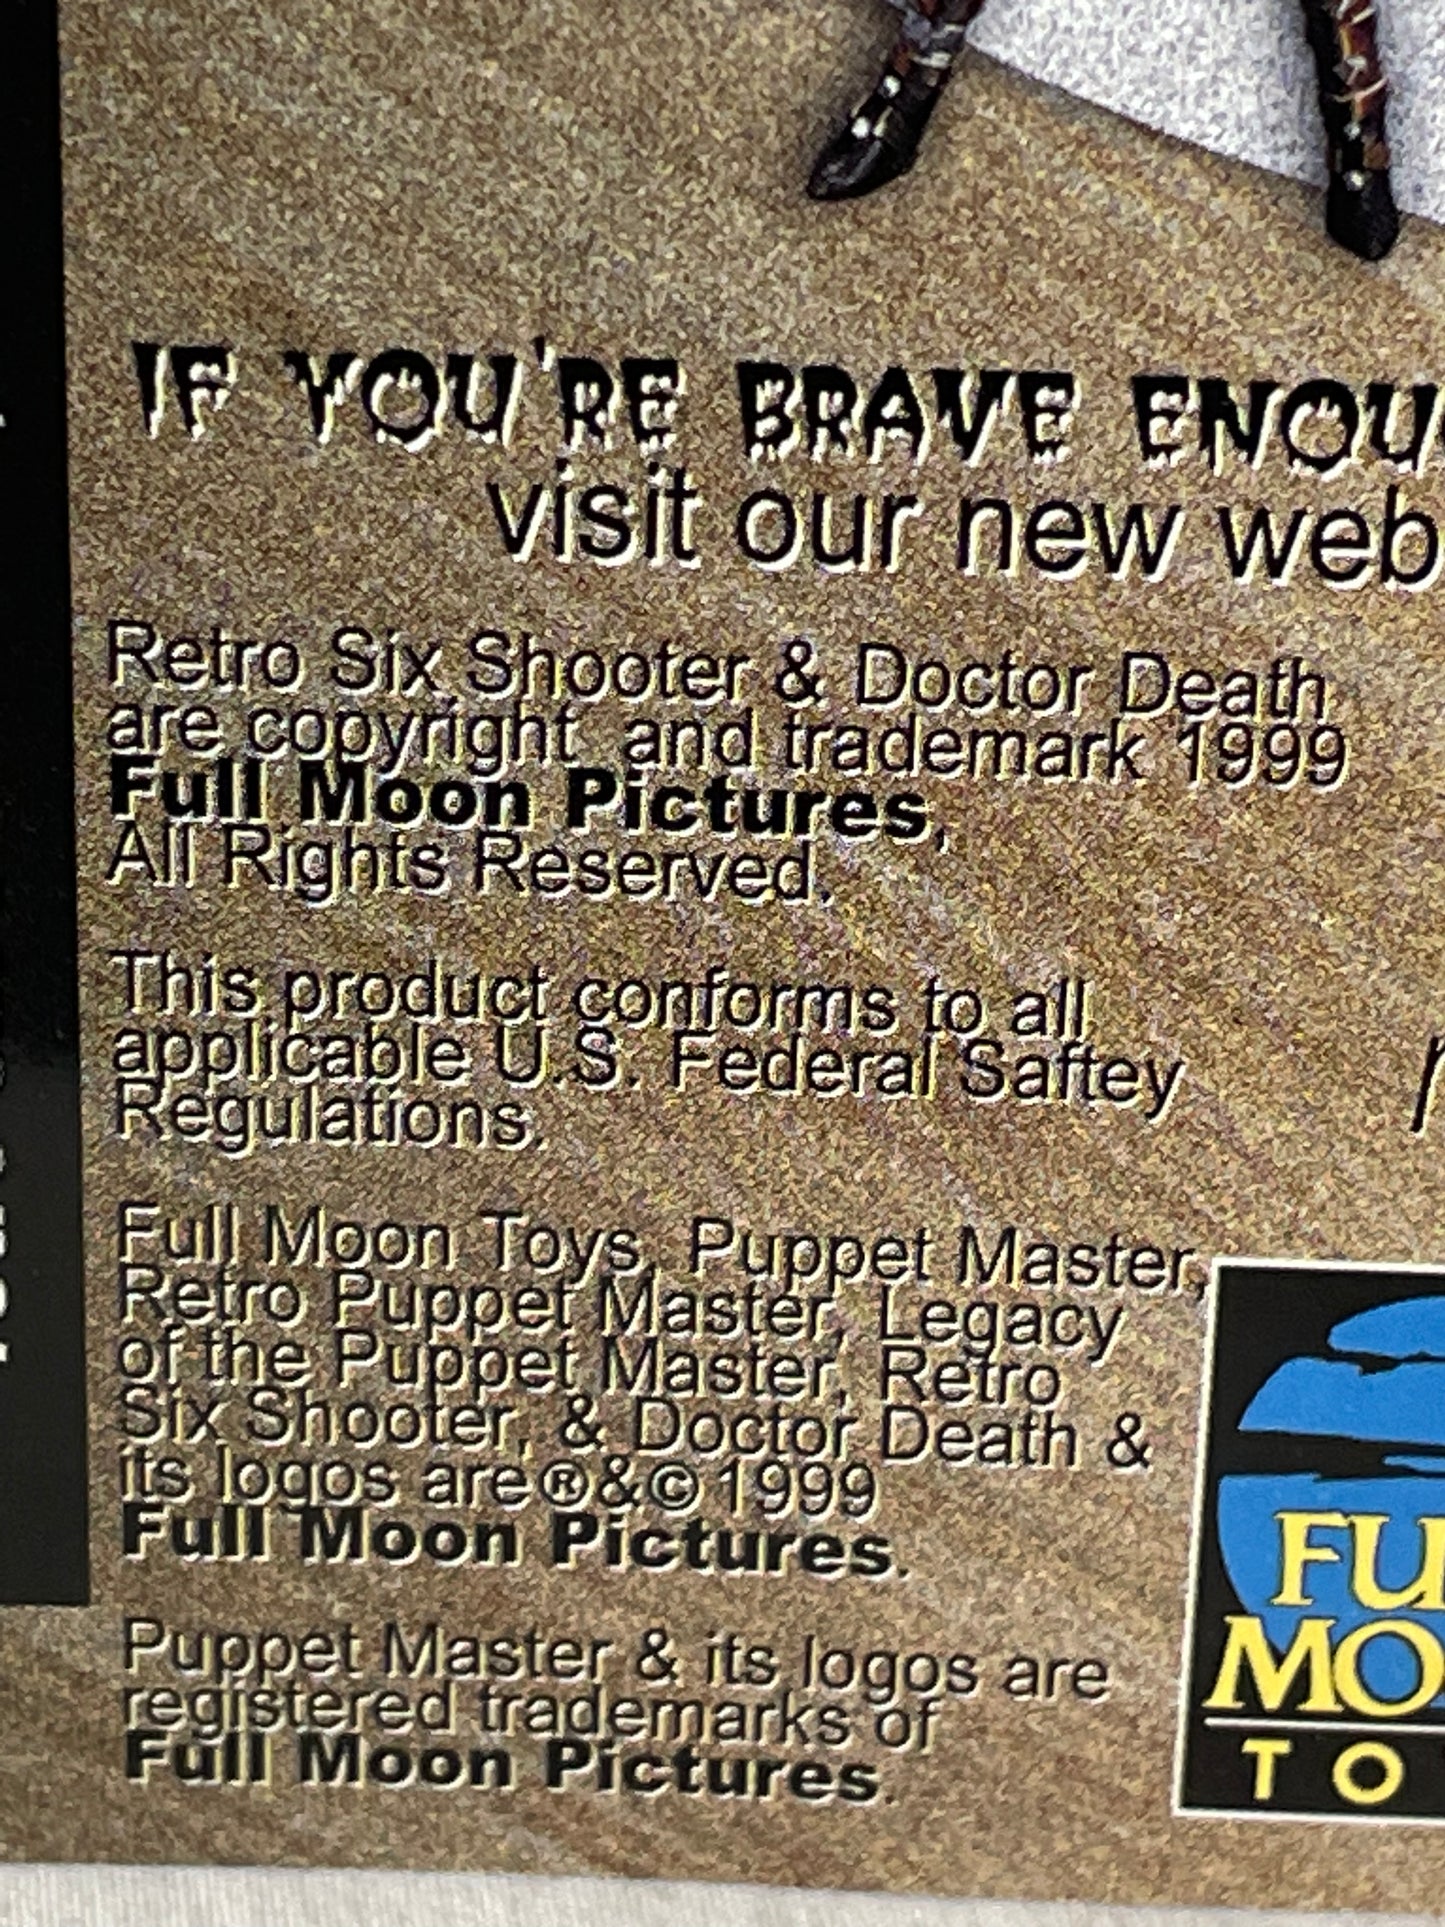 IF YOU'RE BRAVE ENOU
visit our new web
Retro Six Shooter & Doctor Death
are copyright and trademark 1999
Full Moon Pictures,
All Rights Reserved.
This product conforms to all
applicable U.S. Federal Saftey
Regulations.
Full Moon Toys, Puppet Master,
Retro Puppet Master, Legacy
of the Puppet Master, Retro
Six Shooter, & Doctor Death &
its logos are®&©1999
Full Moon Pictures.
Puppet Master & its logos are
registered trademarks of
Full Moon Pictures.
FU
MO
TO